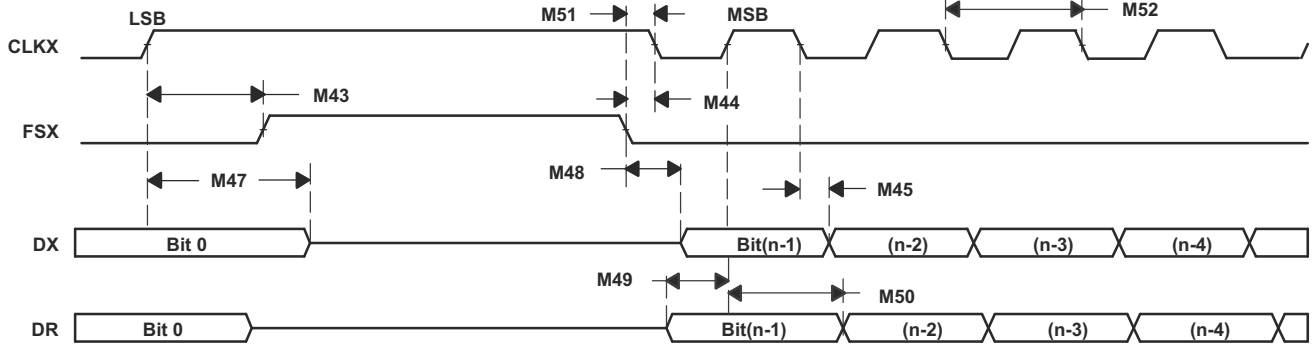 LSB
M51
MSB
M52
CLKX
M43
M44
FSX
M47
M48
M45
DX
Bit 0
Bit(n-1)
(n-2)
(n-3)
(n-4)
M49
M50
DR
Bit 0
Bit(n-1)
(n-2)
(n-3)
(n-4)